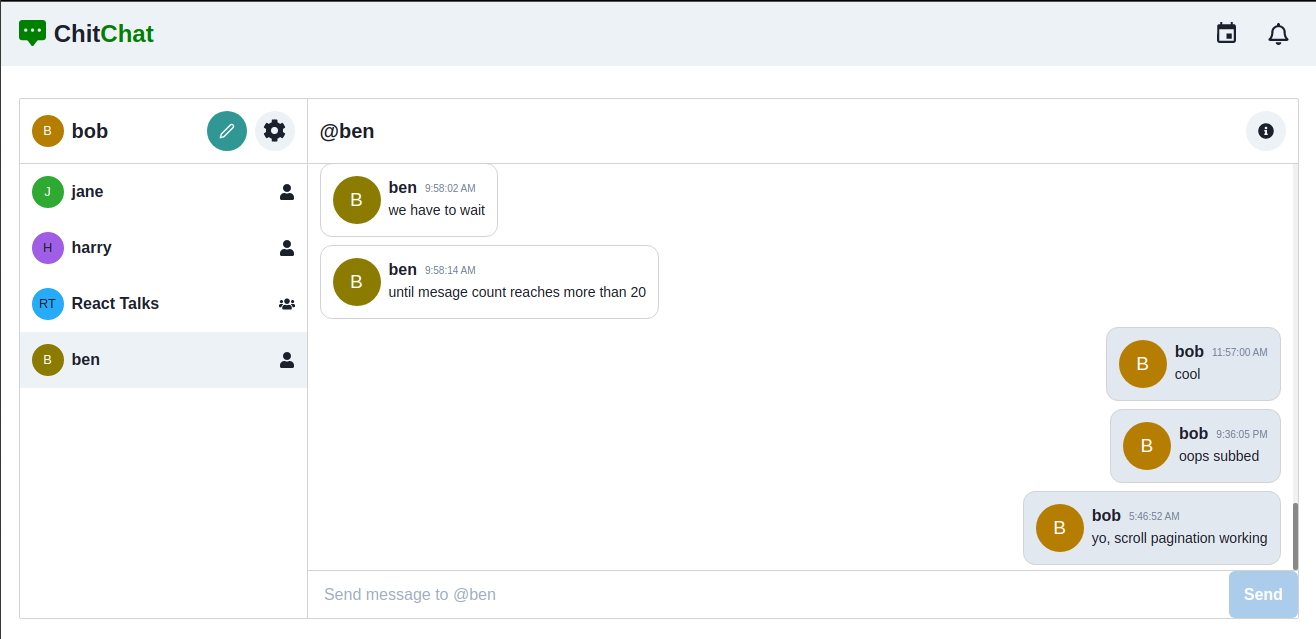 ChitChat
B bob
@ben
J jane
H harry
RT React Talks
B ben
B ben 9:58:02 AM
we have to wait
B ben 9:58:14 AM
until mesage count reaches more than 20
B bob 11:57:00 AM
cool
B bob 9:36:05 PM
oops subbed
B bob 5:46:52 AM
yo, scroll pagination working
Send message to @ben
Send